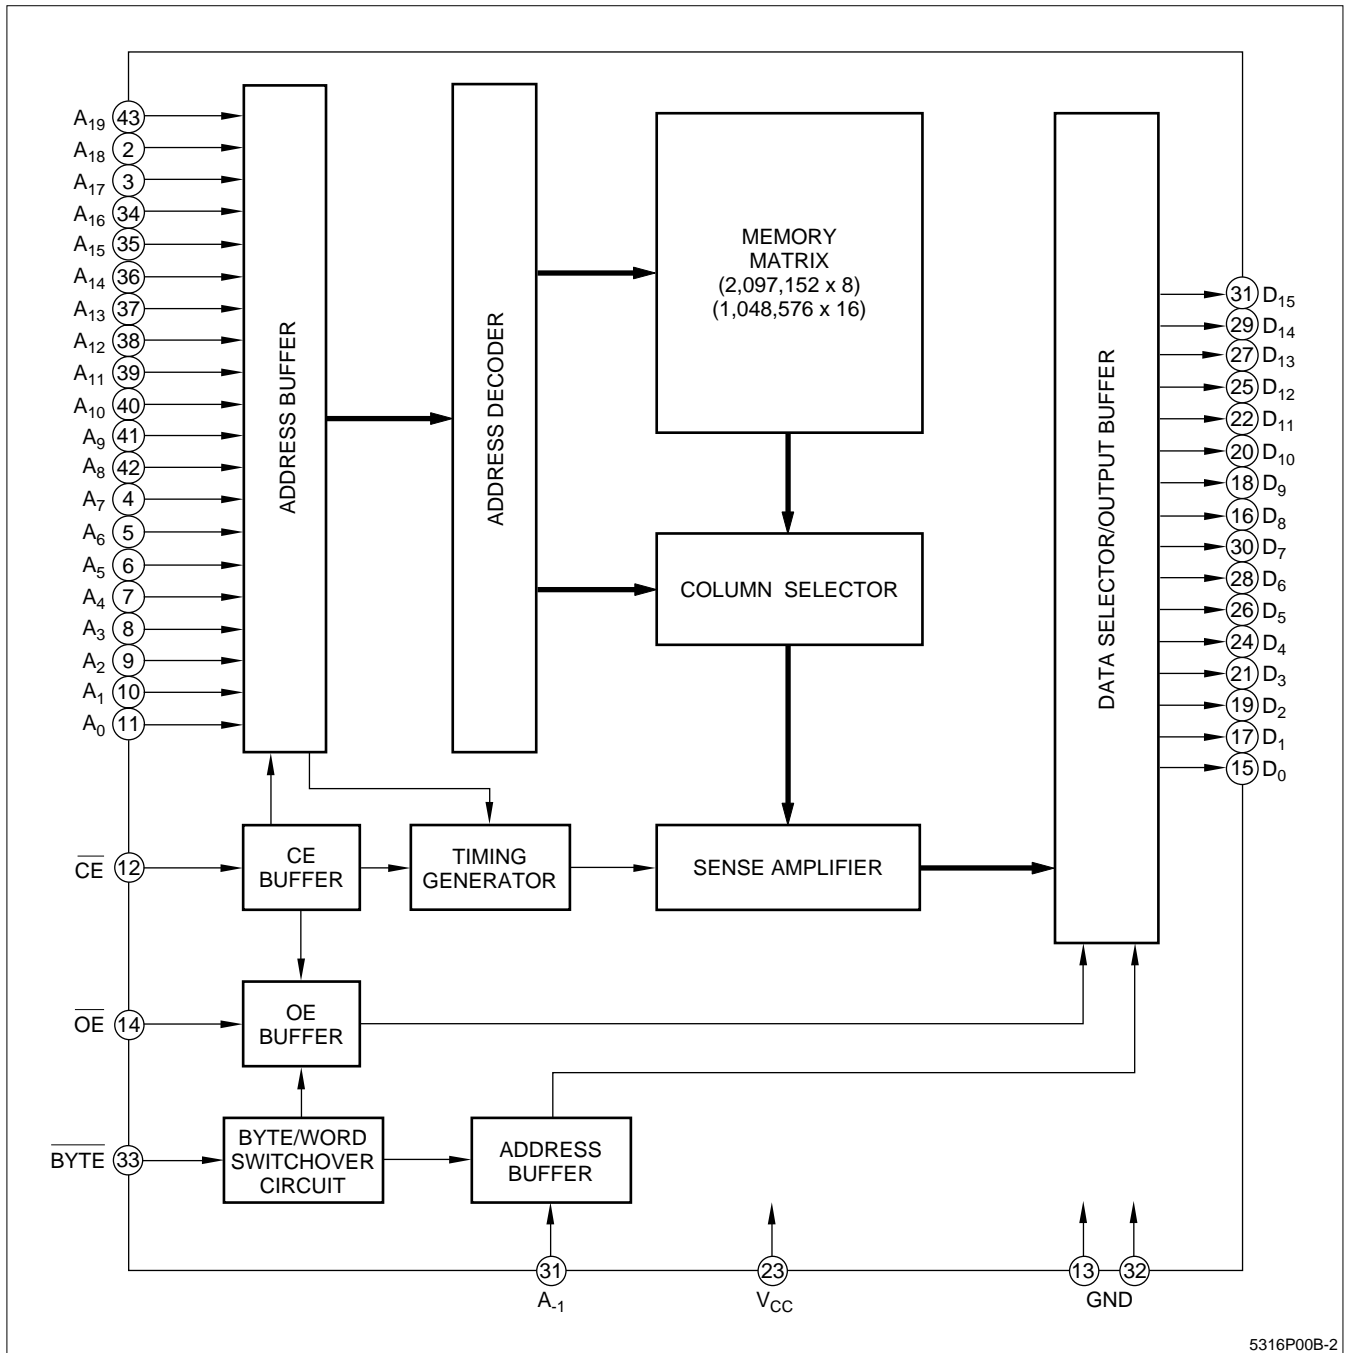 A19 43
A18 2
A17 3
A16 34
A15 35
A14 36
A13 37
A12 38
A11 39
A10 40
A9 41
A8 42
A7 4
A6 5
A5 6
A4 7
A3 8
A2 9
A1 10
A0 11
ADDRESS BUFFER
ADDRESS DECODER
MEMORY
MATRIX
(2,097,152 x 8)
(1,048,576 x 16)
COLUMN SELECTOR
DATA SELECTOR/OUTPUT BUFFER
31 D15
29 D14
27 D13
25 D12
22 D11
20 D10
18 D9
16 D8
30 D7
28 D6
26 D5
24 D4
21 D3
19 D2
17 D1
15 D0
CE 12
CE
BUFFER
TIMING
GENERATOR
SENSE AMPLIFIER
OE 14
OE
BUFFER
BYTE 33
BYTE/WORD
SWITCHOVER
CIRCUIT
ADDRESS
BUFFER
31
A-1
23
VCC
13 32
GND
5316P00B-2